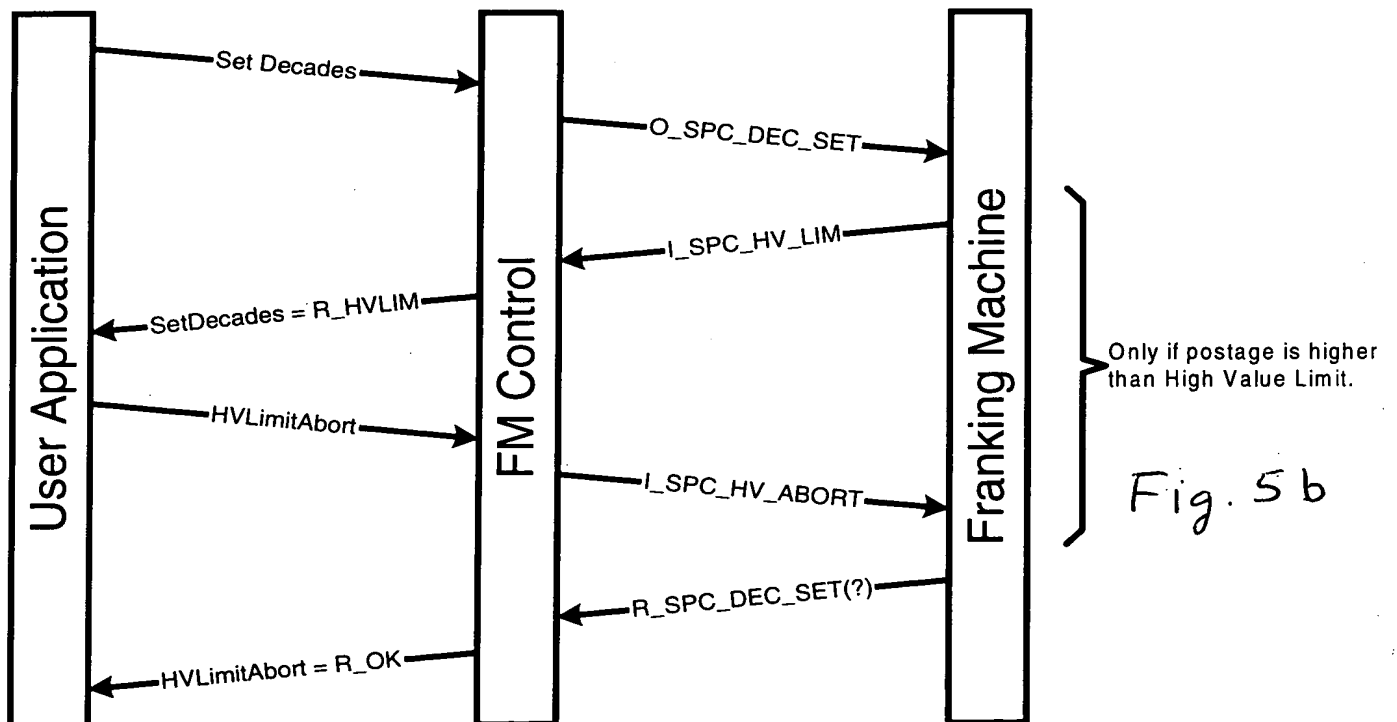 User Application
FM Control
Franking Machine
Set Decades
O_SPC_DEC_SET
I_SPC_HV_LIM
SetDecades = R_HVLIM
HVLimitAbort
I_SPC_HV_ABORT
R_SPC_DEC_SET(?)
HVLimitAbort = R_OK
Only if postage is higher
than High Value Limit.
Fig. 5b